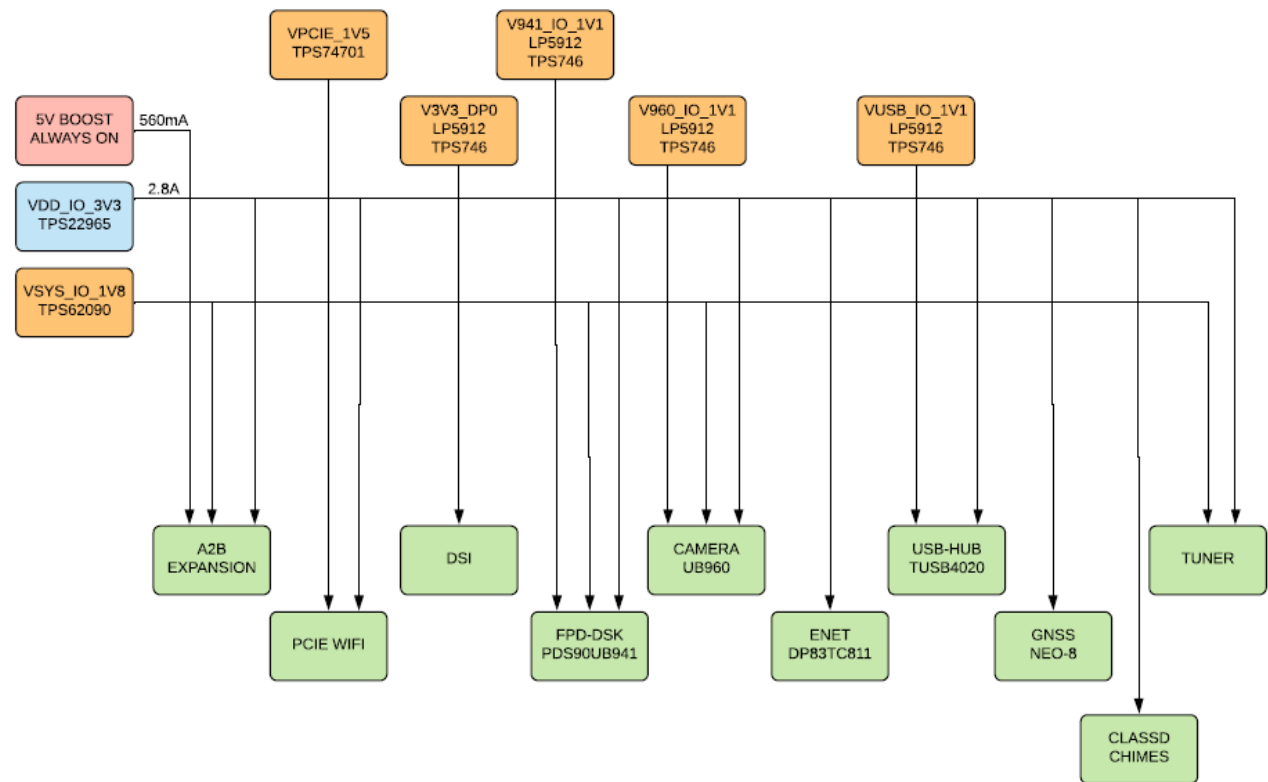 VPCIE_1V5
TPS74701
V941_IO_1V1
LP5912
TPS746
5V BOOST
ALWAYS ON
560mA
V3V3_DP0
LP5912
TPS746
V960_IO_1V1
LP5912
TPS746
VUSB_IO_1V1
LP5912
TPS746
VDD_IO_3V3
TPS22965
2.8A
VSYS_IO_1V8
TPS62090
A2B
EXPANSION
DSI
CAMERA
UB960
USB-HUB
TUSB4020
TUNER
PCIE WIFI
FPD-DSK
PDS90UB941
ENET
DP83TC811
GNSS
NEO-8
CLASSD
CHIMES